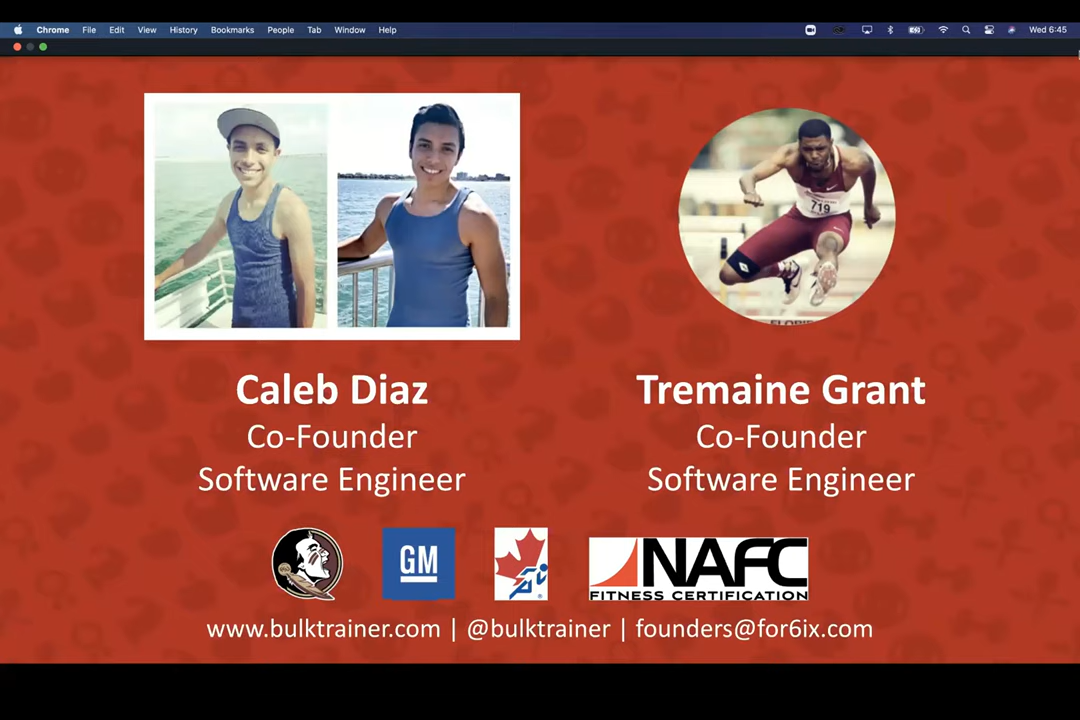 Chrome File Edit View History Bookmarks People Tab Window Help Wed 6:45
719
Caleb Diaz
Co-Founder
Software Engineer
Tremaine Grant
Co-Founder
Software Engineer
GM
NAFC
FITNESS CERTIFICATION
www.bulktrainer.com | @bulktrainer | founders@for6ix.com